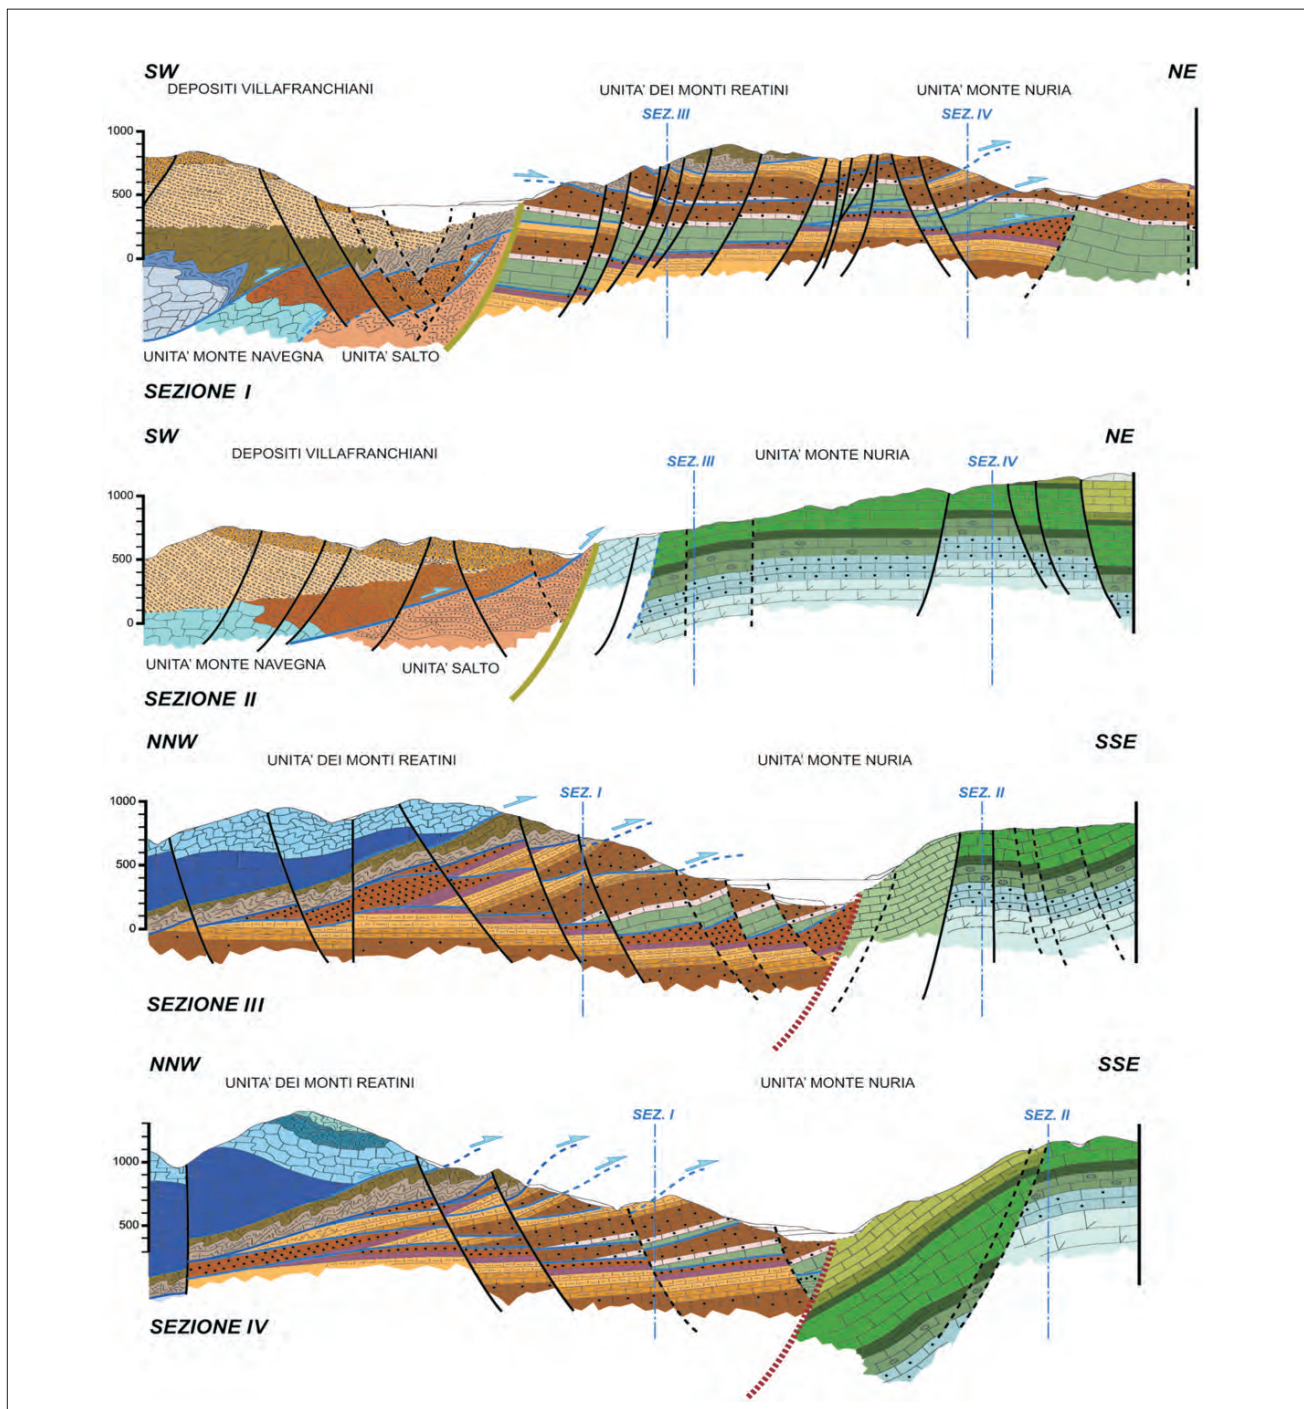 SW
NE
DEPOSITI VILLAFRANCHIANI
UNITA' DEI MONTI REATINI
UNITA' MONTE NURIA
SEZ. III
SEZ. IV
1000
500
0
UNITA' MONTE NAVEGNA
UNITA' SALTO
SEZIONE I
SW
NE
DEPOSITI VILLAFRANCHIANI
UNITA' MONTE NURIA
SEZ. III
SEZ. IV
1000
500
0
UNITA' MONTE NAVEGNA
UNITA' SALTO
SEZIONE II
NNW
SSE
UNITA' DEI MONTI REATINI
UNITA' MONTE NURIA
SEZ. I
SEZ. II
1000
500
0
SEZIONE III
NNW
SSE
UNITA' DEI MONTI REATINI
UNITA' MONTE NURIA
SEZ. I
SEZ. II
1000
500
SEZIONE IV